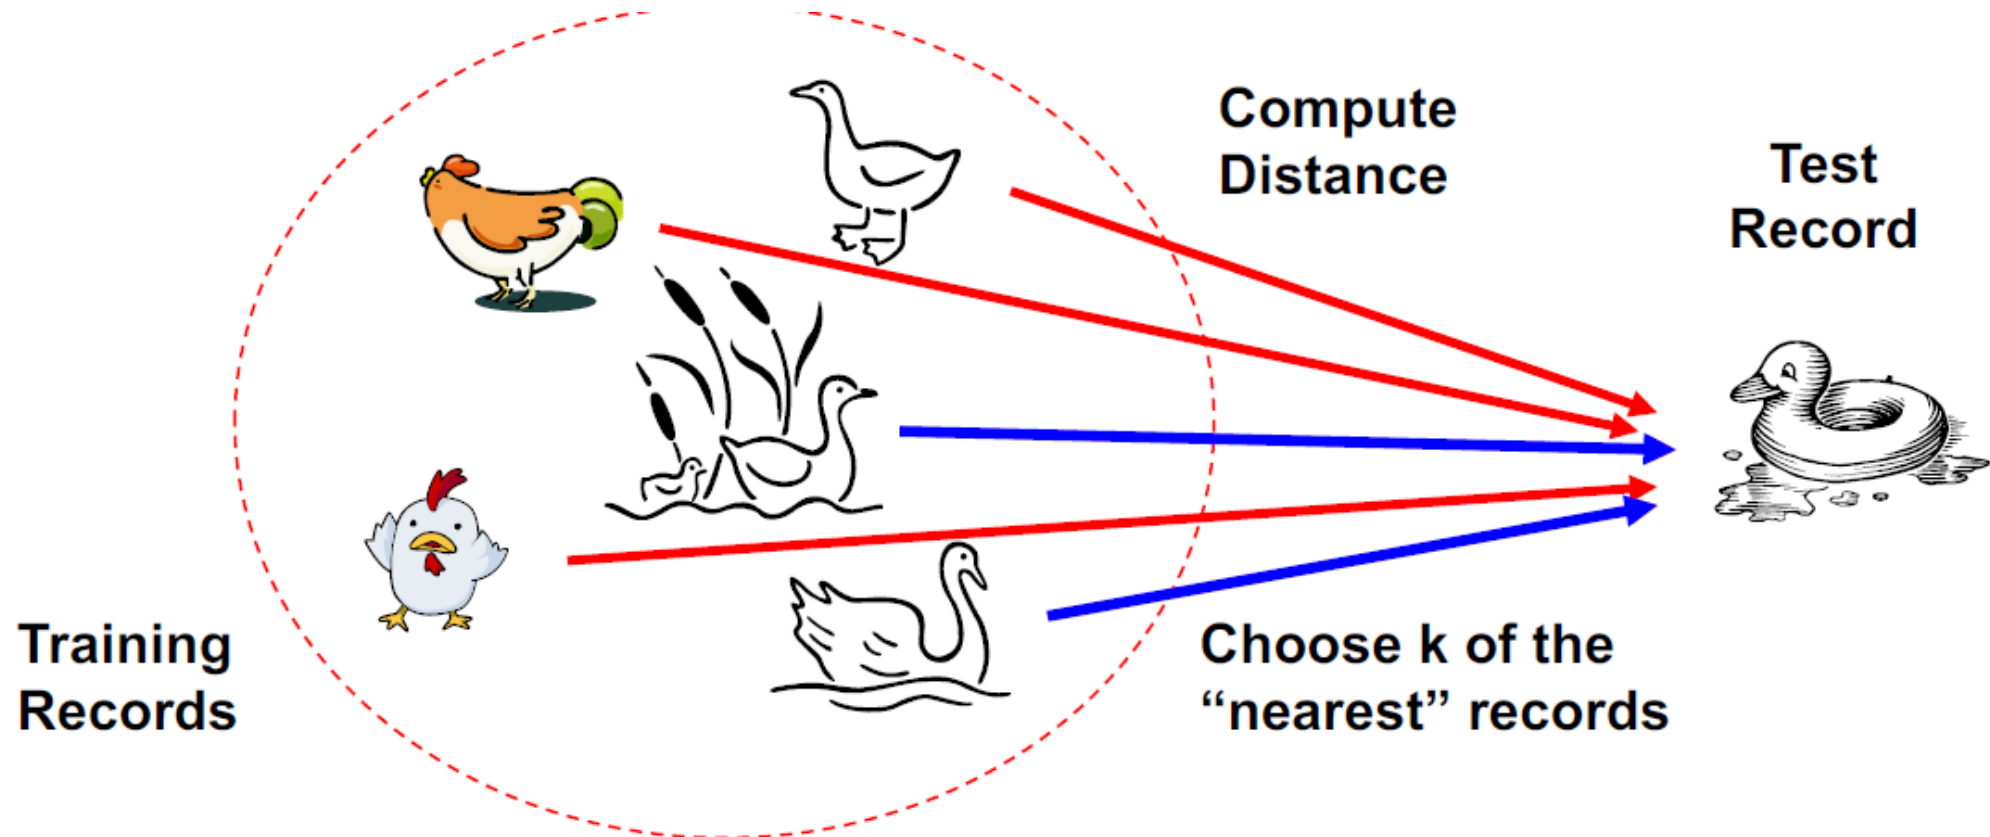 Compute
Distance
Test
Record
Training
Records
Choose k of the
“nearest” records